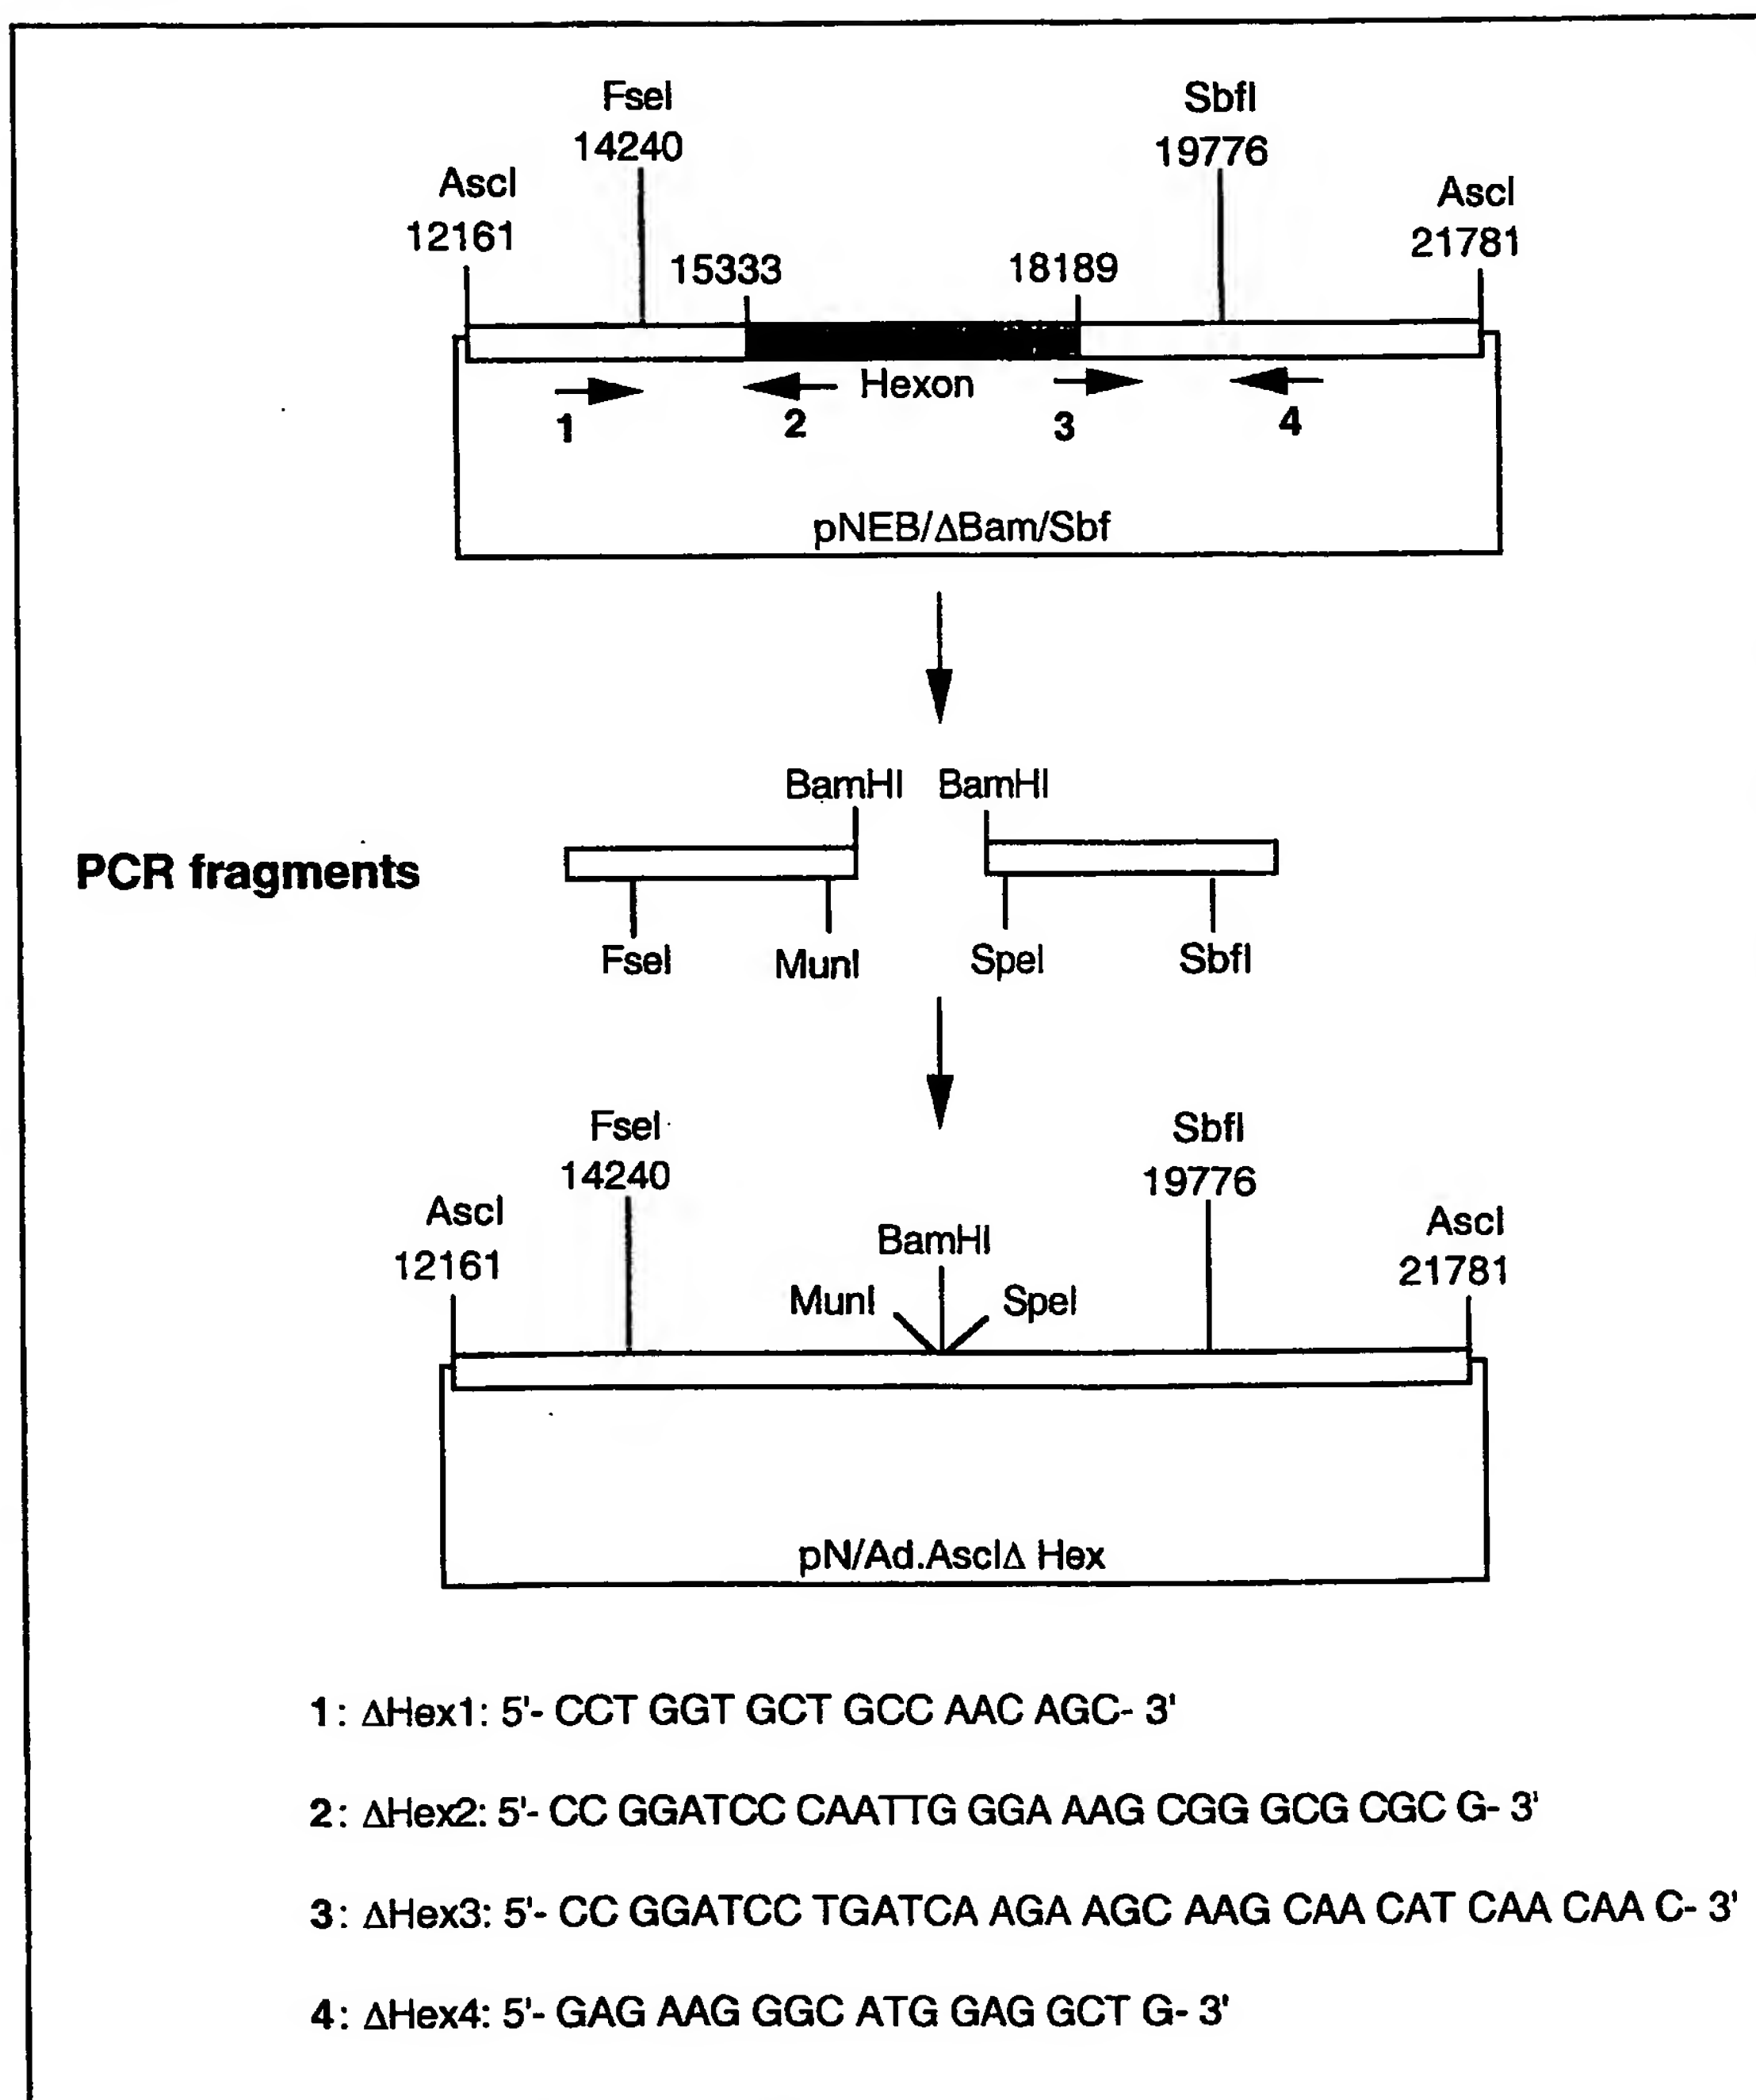 FseI
14240
SbfI
19776
AscI
12161
AscI
21781
15333
18189
Hexon
1
2
3
4
pNEB/ΔBam/Sbf
BamHI BamHI
PCR fragments
FseI
MunI
SpeI
SbfI
FseI
14240
SbfI
19776
AscI
12161
AscI
21781
BamHI
MunI
SpeI
pN/Ad.AscIΔ Hex
1: ΔHex1: 5'- CCT GGT GCT GCC AAC AGC- 3'
2: ΔHex2: 5'- CC GGATCC CAATTG GGA AAG CGG GCG CGC G- 3'
3: ΔHex3: 5'- CC GGATCC TGATCA AGA AGC AAG CAA CAT CAA CAA C- 3'
4: ΔHex4: 5'- GAG AAG GGC ATG GAG GCT G- 3'